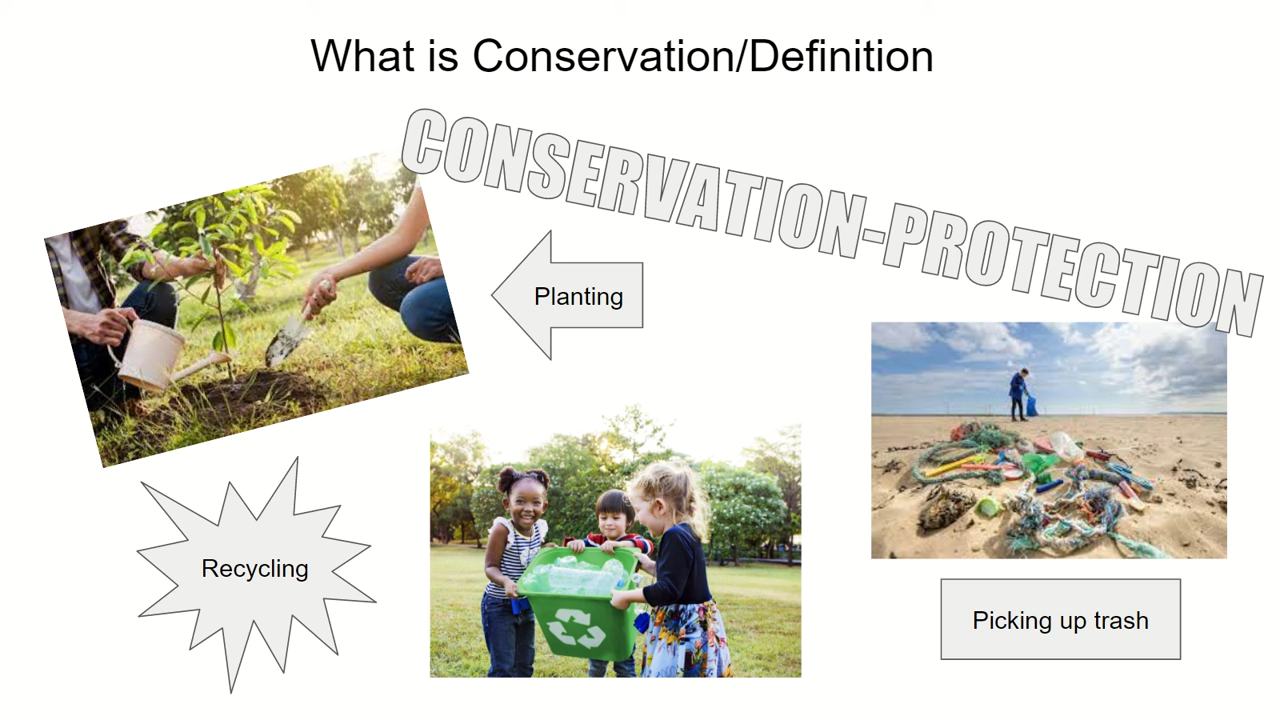 What is Conservation/Definition
CONSERVATION-PROTECTION
Planting
Recycling
Picking up trash